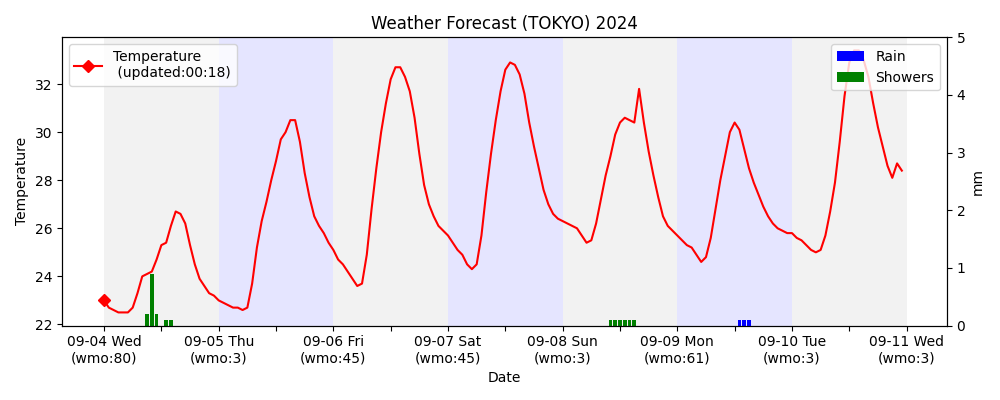 Weather Forecast (TOKYO) 2024
Temperature
(updated:00:18)
Rain
Showers
Temperature
32
30
28
26
24
22
5
4
3
2
1
0
mm
09-04 Wed
(wmo:80)
09-05 Thu
(wmo:3)
09-06 Fri
(wmo:45)
09-07 Sat
(wmo:45)
09-08 Sun
(wmo:3)
09-09 Mon
(wmo:61)
09-10 Tue
(wmo:3)
09-11 Wed
(wmo:3)
Date